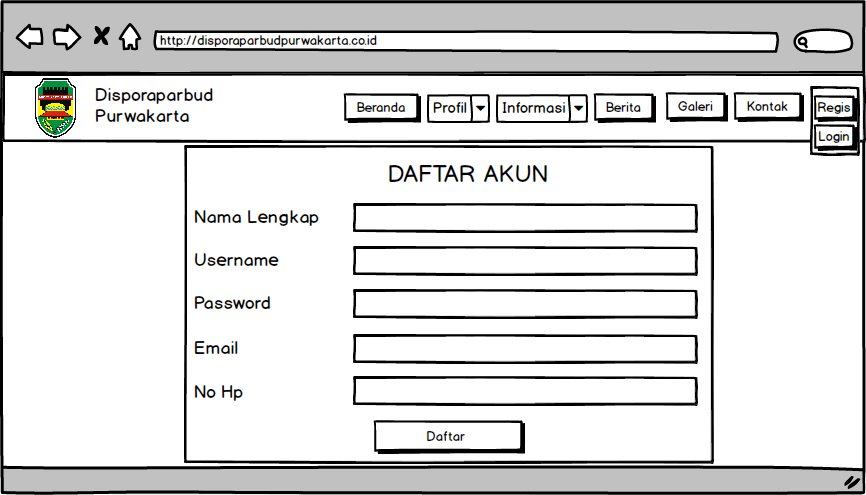 http://disporaparbudpurwakarta.co.id
Disporaparbud
Purwakarta
Beranda
Profil
Informasi
Berita
Galeri
Kontak
Regis
Login
DAFTAR AKUN
Nama Lengkap
Username
Password
Email
No Hp
Daftar